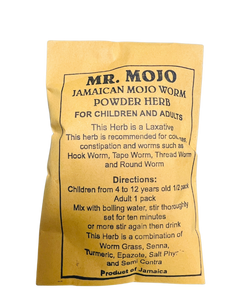 MR. MOJO
JAMAICAN MOJO WORM
POWDER HERB
FOR CHILDREN AND ADULTS
This Herb is a Laxative
This herb is recommended for
constipation and worms such as
Hook Worm, Tape Worm, Thread Worm
and Round Worm
Directions:
Children from 4 to 12 years old 1/2 pack
Adult 1 pack
Mix with boiling water, stir thoroughly
set for ten minutes
or more stir again then drink
This Herb is a combination of
Worm Grass, Senna,
Turmeric, Epazote, Salt
and Semi Contra
Product of Jamaica